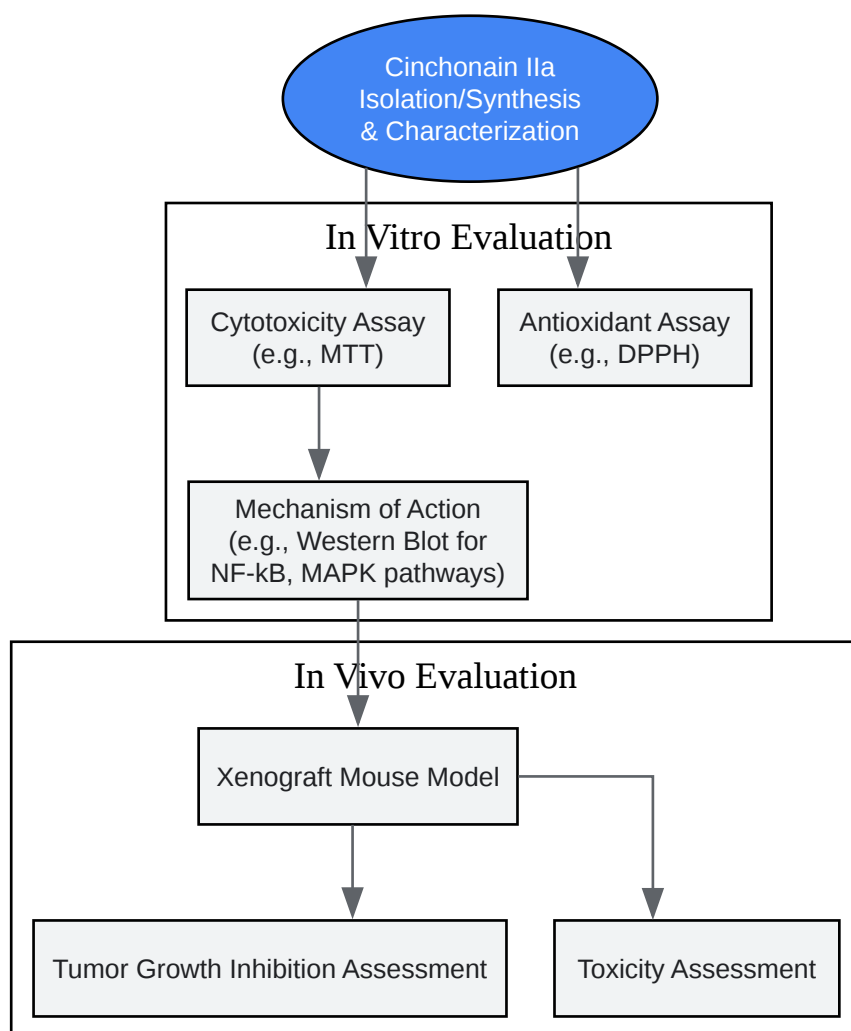 Cinchonain IIa
Isolation/Synthesis
& Characterization
In Vitro Evaluation
Cytotoxicity Assay
(e.g., MTT)
Antioxidant Assay
(e.g., DPPH)
Mechanism of Action
(e.g., Western Blot for
NF-kB, MAPK pathways)
In Vivo Evaluation
Xenograft Mouse Model
Tumor Growth Inhibition Assessment
Toxicity Assessment